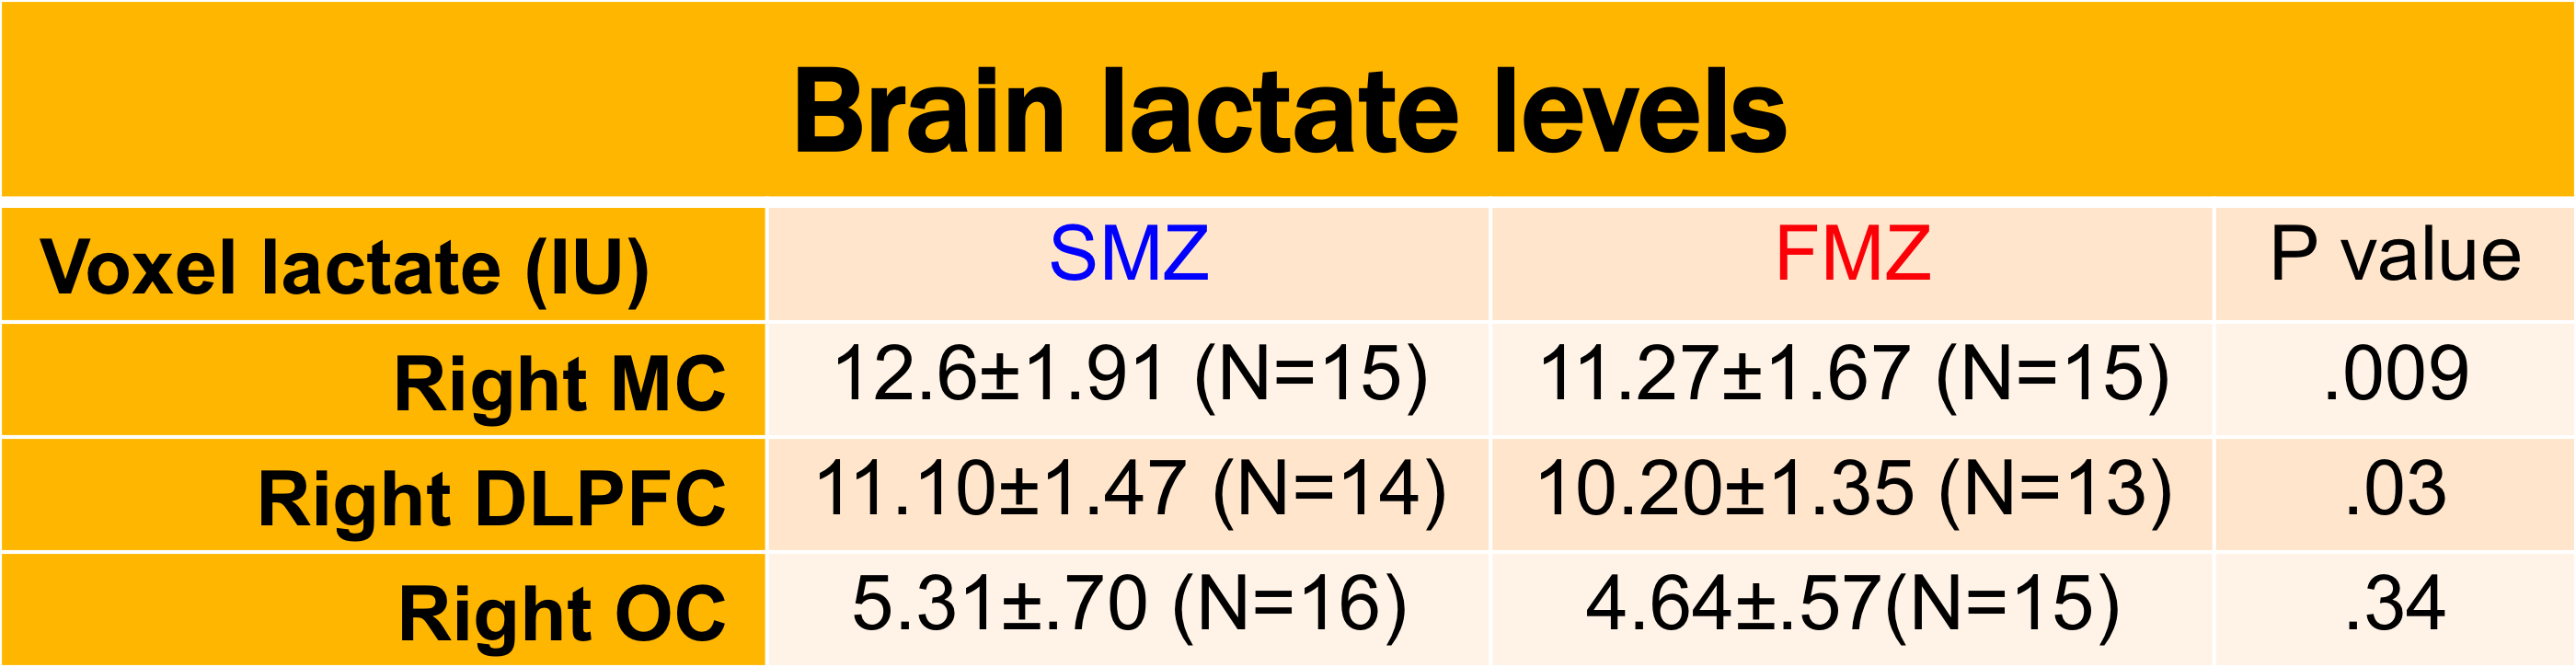 Brain lactate levels
Voxel lactate (IU) SMZ FMZ P value
Right MC 12.6±1.91 (N=15) 11.27±1.67 (N=15) .009
Right DLPFC 11.10±1.47 (N=14) 10.20±1.35 (N=13) .03
Right OC 5.31±.70 (N=16) 4.64±.57(N=15) .34